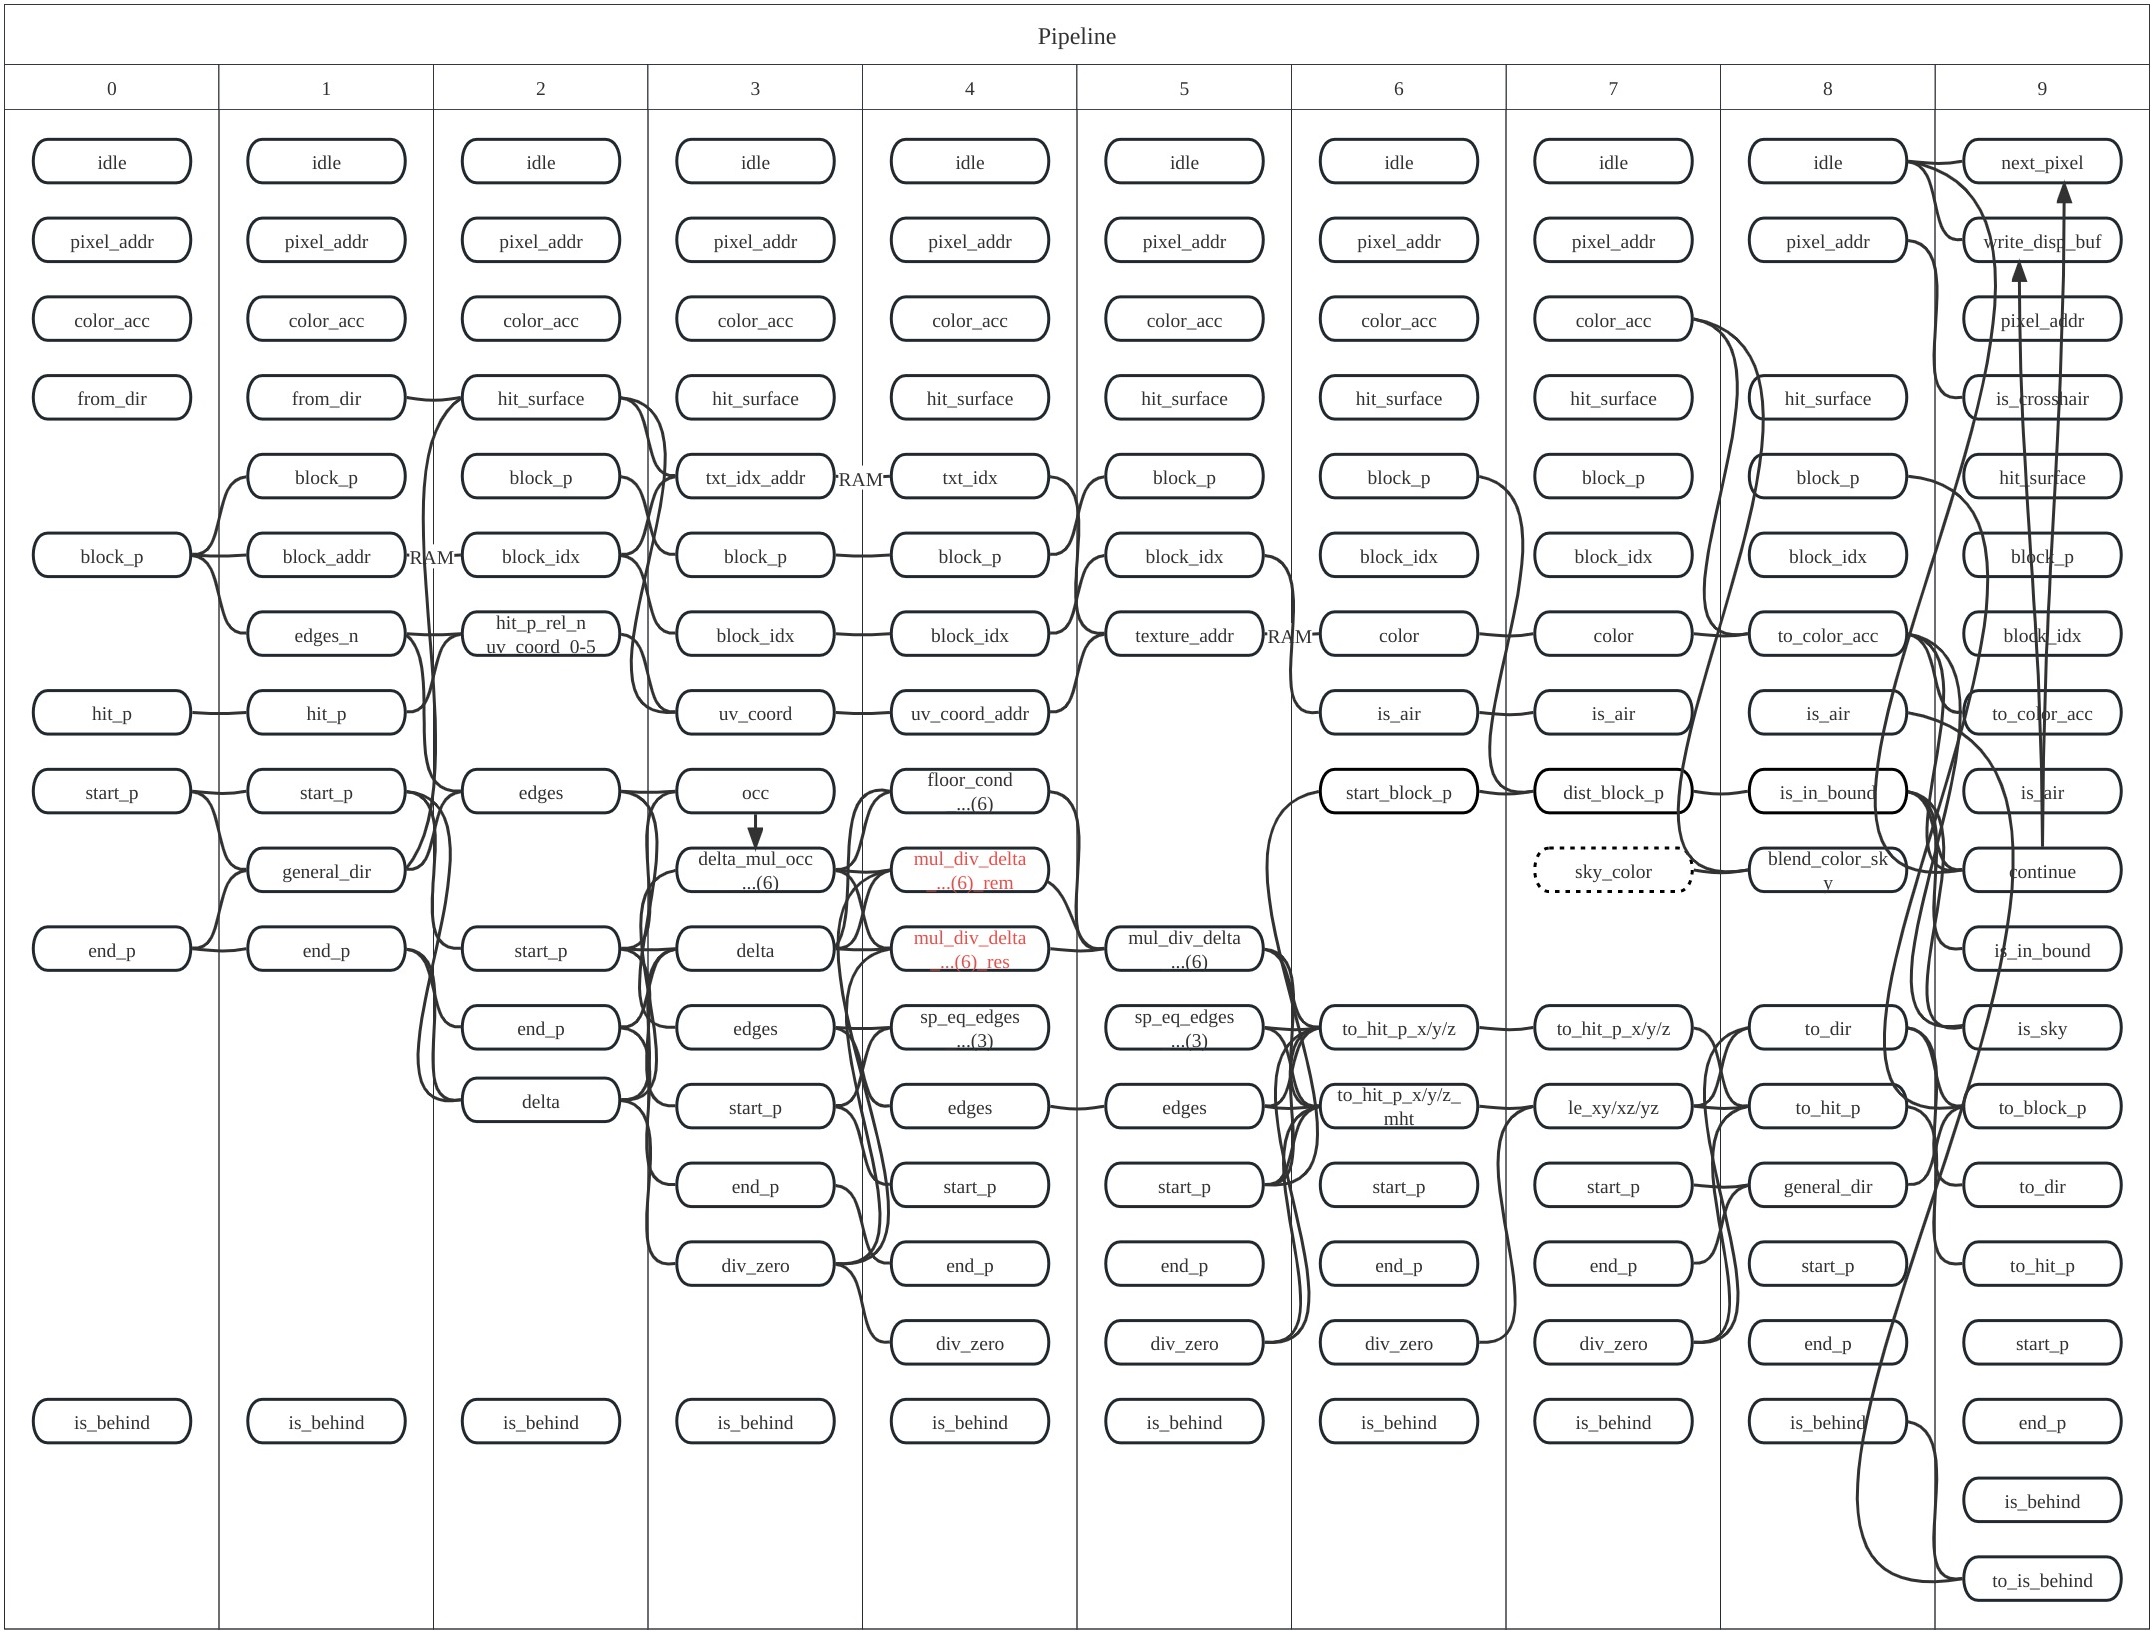 Pipeline
0 1 2 3 4 5 6 7 8 9
idle idle idle idle idle idle idle idle idle next_pixel
pixel_addr pixel_addr pixel_addr pixel_addr pixel_addr pixel_addr pixel_addr pixel_addr pixel_addr write_disp_buf
color_acc color_acc color_acc color_acc color_acc color_acc color_acc color_acc pixel_addr
from_dir from_dir hit_surface hit_surface hit_surface hit_surface hit_surface hit_surface hit_surface is_crosshair
block_p block_p txt_idx_addr RAM txt_idx block_p block_p block_p block_p hit_surface
block_p block_addr RAM block_idx block_p block_p block_idx block_idx block_idx block_idx block_p
edges_n hit_p_rel_n
uv_coord_0-5 block_idx block_idx texture_addr RAM color color to_color_acc block_idx
hit_p hit_p uv_coord uv_coord_addr is_air is_air is_air to_color_acc
start_p start_p edges occ floor_cond
...(6) start_block_p dist_block_p is_in_bound is_air
general_dir delta_mul_occ
...(6) mul_div_delta
_...(6)_rem sky_color blend_color_sk
y continue
end_p end_p start_p delta mul_div_delta
_...(6)_res mul_div_delta
...(6) is_in_bound
end_p edges sp_eq_edges
...(3) sp_eq_edges
...(3) to_hit_p_x/y/z to_hit_p_x/y/z to_dir is_sky
delta start_p edges edges to_hit_p_x/y/z_
mht le_xy/xz/yz to_hit_p to_block_p
end_p start_p start_p start_p start_p general_dir to_dir
div_zero end_p end_p end_p end_p start_p to_hit_p
div_zero div_zero div_zero div_zero end_p start_p
is_behind is_behind is_behind is_behind is_behind is_behind is_behind is_behind is_behind end_p
is_behind
to_is_behind